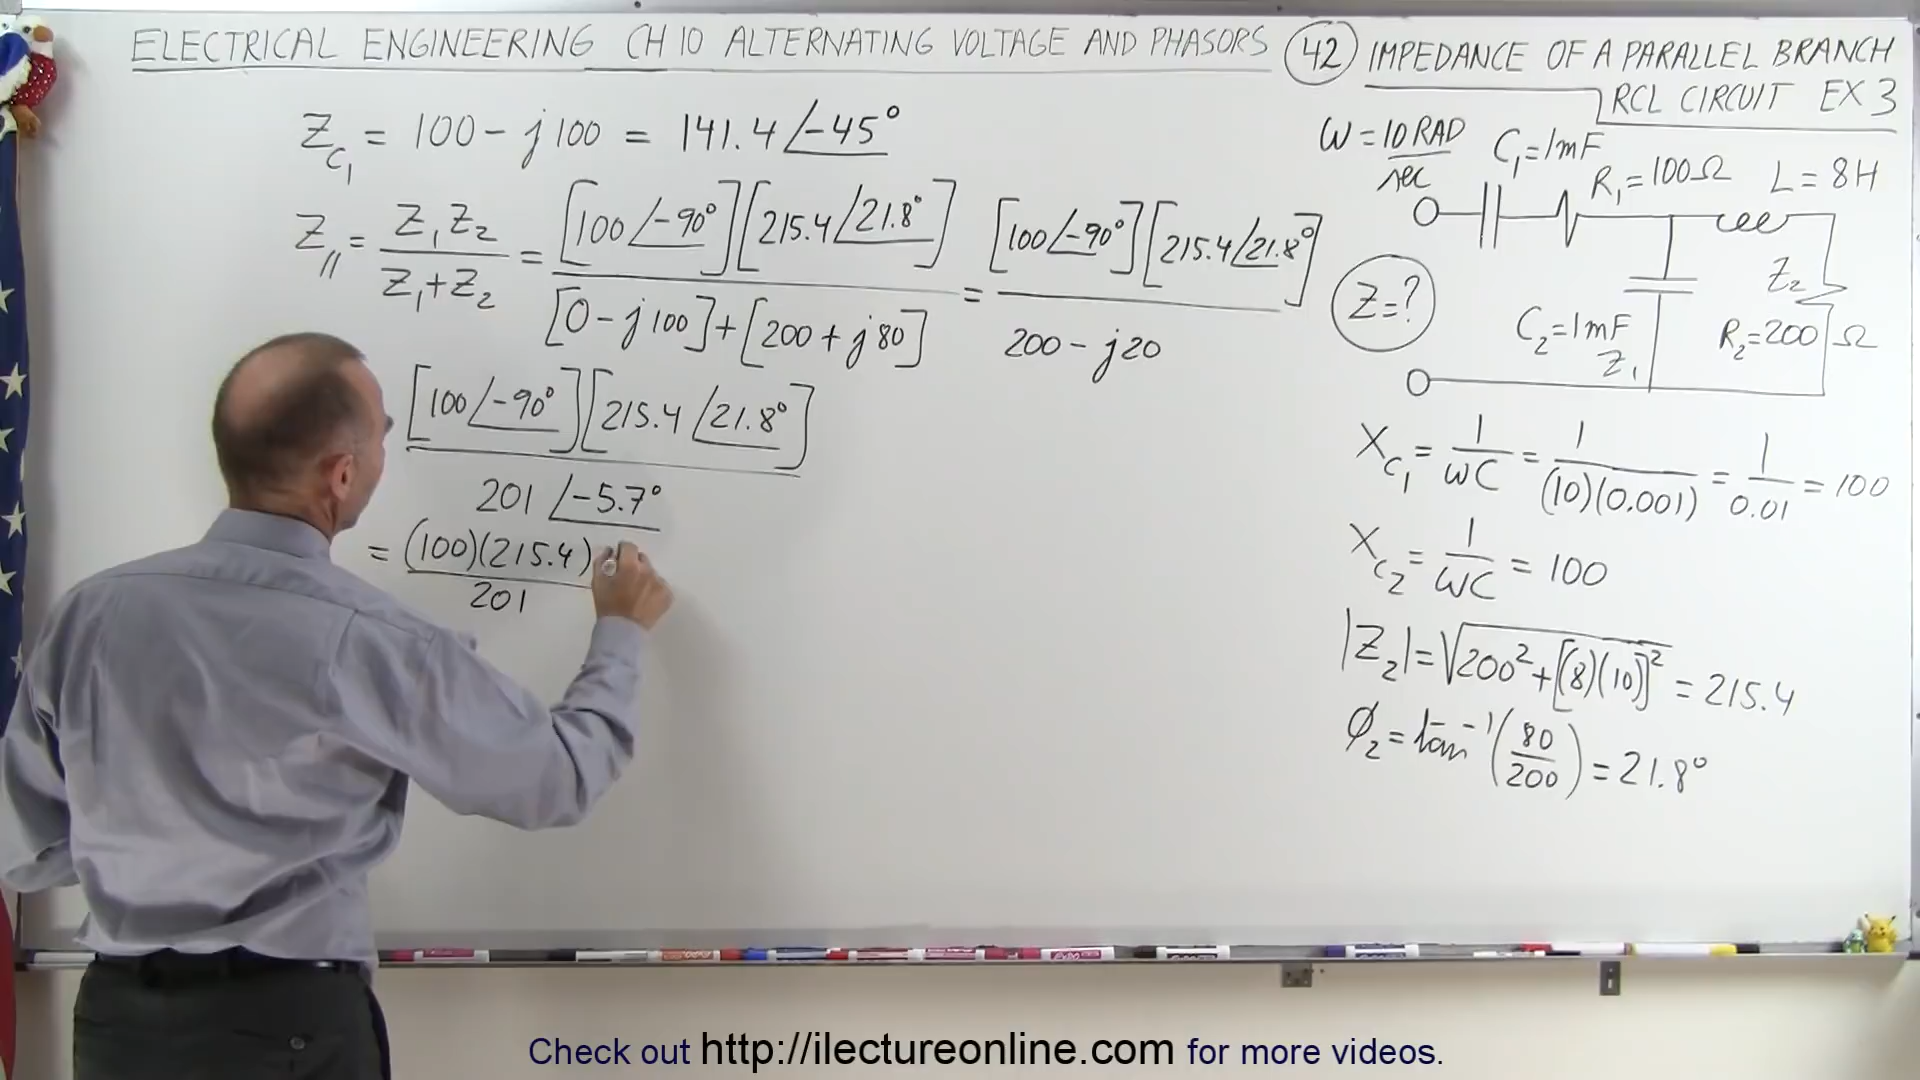 ELECTRICAL ENGINEERING CH 10 ALTERNATING VOLTAGE AND PHASORS (42) IMPEDANCE OF A PARALLEL BRANCH
RCL CIRCUIT EX 3
Z_C₁ = 100 - j100 = 141.4 ∠-45°
Z_// = Z₁Z₂ / (Z₁+Z₂) = [100 ∠-90°][215.4 ∠21.8°] / ([0 - j100] + [200 + j80]) = [100 ∠-90°][215.4 ∠21.8°] / (200 - j20)
[100 ∠-90°][215.4 ∠21.8°] / (201 ∠-5.7°)
= (100)(215.4) / 201
ω = 10 RAD/sec
C₁=1mF
R₁=100Ω
L=8H
Z=?
C₂=1mF
Z₁
Z₂
R₂=200Ω
X_C₁ = 1/ωC = 1/(10)(0.001) = 1/0.01 = 100
X_C₂ = 1/ωC = 100
|Z₂| = √(200² + [(8)(10)]²) = 215.4
φ₂ = tan⁻¹(80/200) = 21.8°
Check out http://ilectureonline.com for more videos.